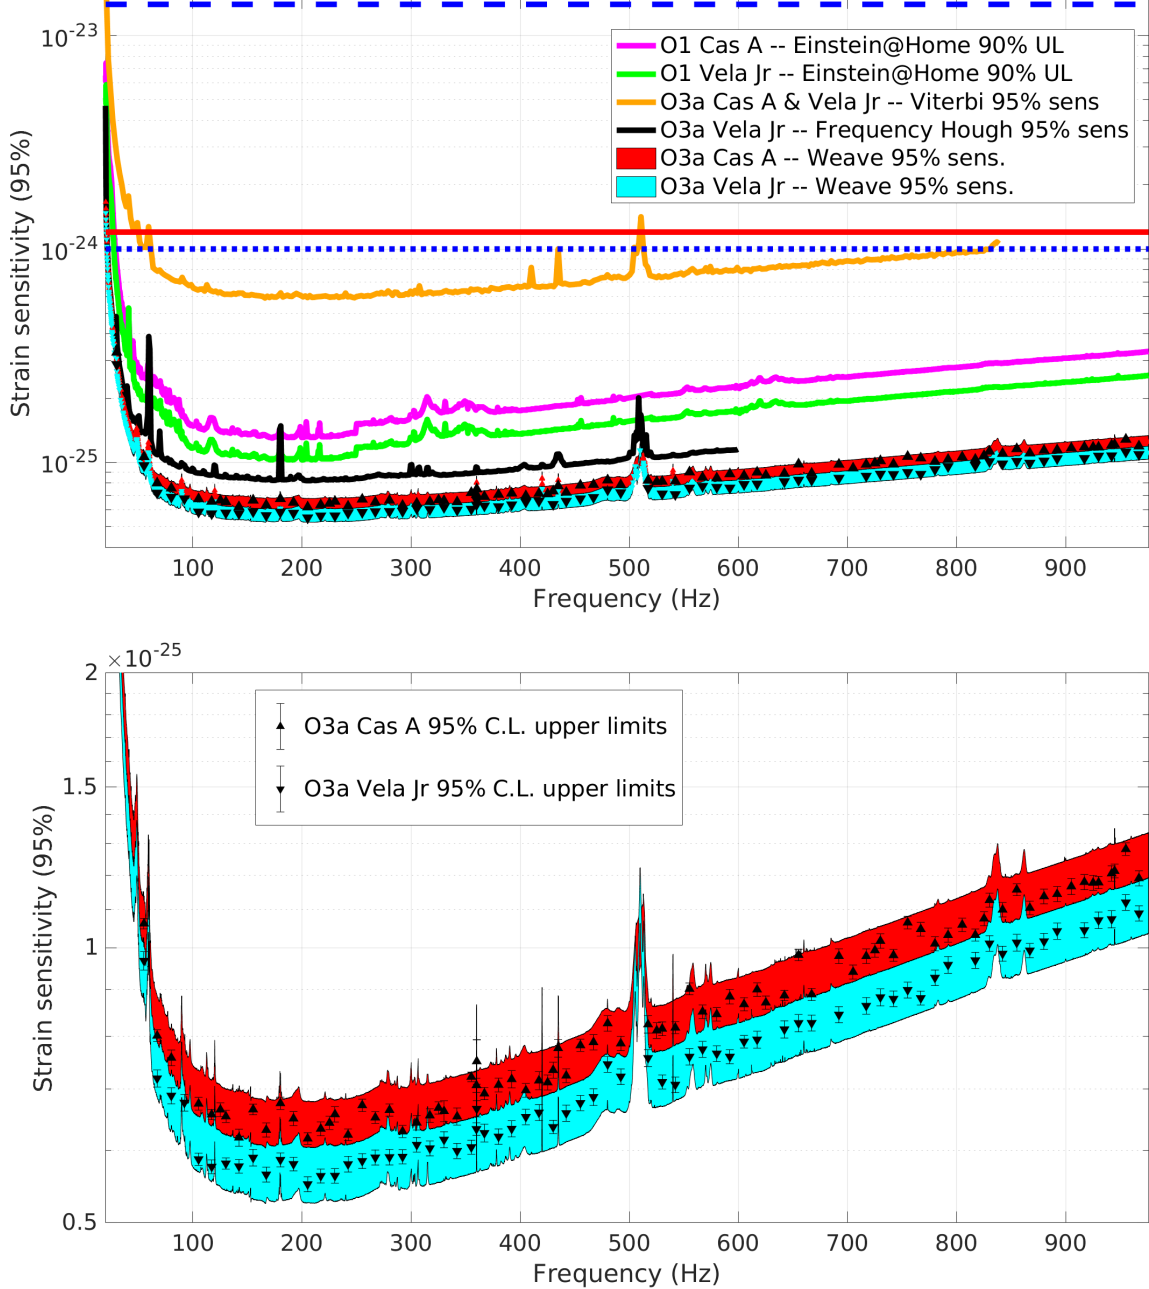 10-23
O1 Cas A -- Einstein@Home 90% UL
O1 Vela Jr -- Einstein@Home 90% UL
O3a Cas A & Vela Jr -- Viterbi 95% sens
O3a Vela Jr -- Frequency Hough 95% sens
O3a Cas A -- Weave 95% sens.
O3a Vela Jr -- Weave 95% sens.
Strain sensitivity (95%)
10-24
10-25
100 200 300 400 500 600 700 800 900
Frequency (Hz)
×10-25
2
O3a Cas A 95% C.L. upper limits
O3a Vela Jr 95% C.L. upper limits
1.5
Strain sensitivity (95%)
1
0.5
100 200 300 400 500 600 700 800 900
Frequency (Hz)